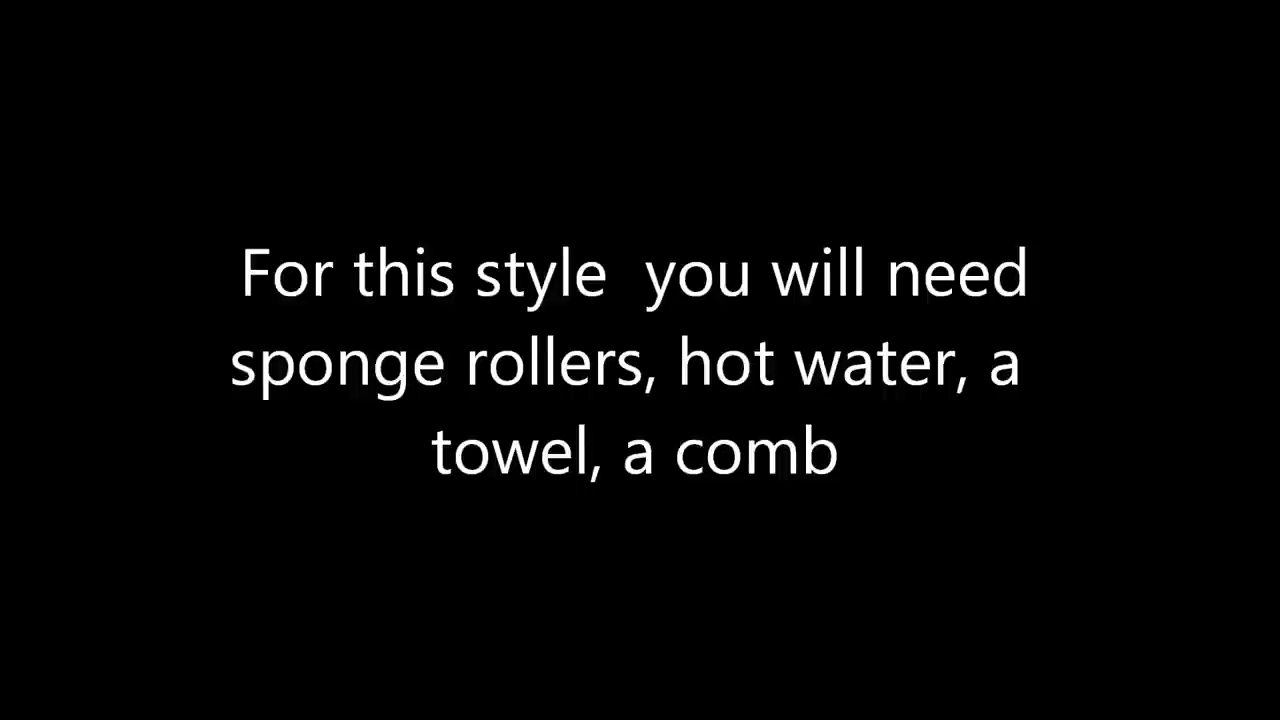 For this style  you will need
sponge rollers, hot water, a
towel, a comb